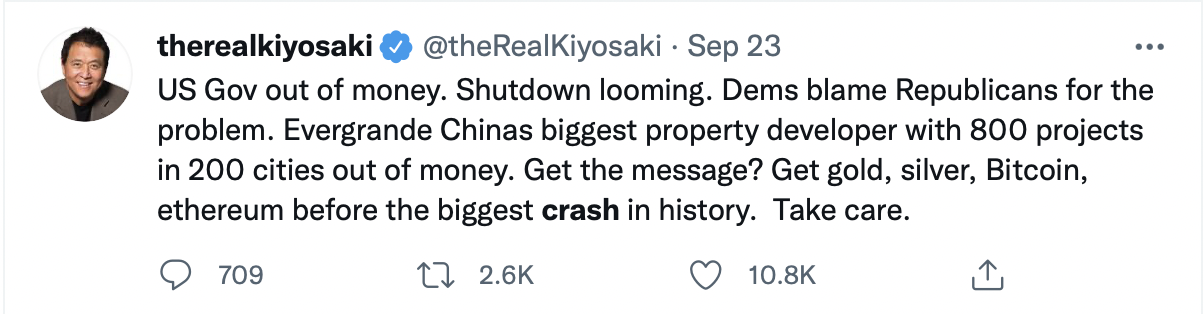 therealkiyosaki @theRealKiyosaki · Sep 23
US Gov out of money. Shutdown looming. Dems blame Republicans for the
problem. Evergrande Chinas biggest property developer with 800 projects
in 200 cities out of money. Get the message? Get gold, silver, Bitcoin,
ethereum before the biggest crash in history.  Take care.
709 2.6K 10.8K